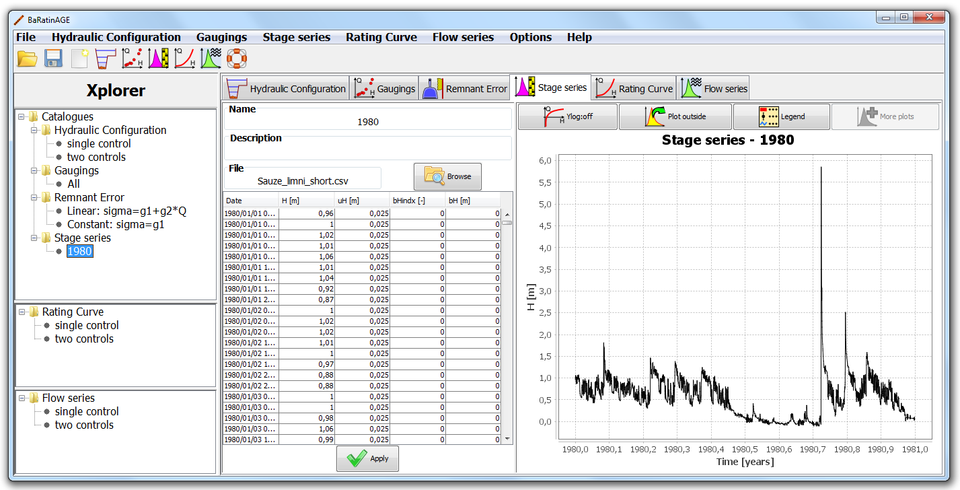 BaRatinAGE
File Hydraulic Configuration Gaugings Stage series Rating Curve Flow series Options Help
Xplorer
Catalogues
Hydraulic Configuration
single control
two controls
Gaugings
All
Remnant Error
Linear: sigma=g1+g2*Q
Constant: sigma=g1
Stage series
1980
Rating Curve
single control
two controls
Flow series
single control
two controls
Hydraulic Configuration Gaugings Remnant Error Stage series Rating Curve Flow series
Name
1980
Description
File
Sauze_limni_short.csv
Browse
Date H [m] uH [m] bHindx [-] bH [m]
1980/01/01 0... 0,96 0,025 0 0
1980/01/01 0... 1 0,025 0 0
1980/01/01 0... 1,02 0,025 0 0
1980/01/01 0... 1,01 0,025 0 0
1980/01/01 1... 1,06 0,025 0 0
1980/01/01 1... 1,01 0,025 0 0
1980/01/01 1... 1,04 0,025 0 0
1980/01/01 1... 0,92 0,025 0 0
1980/01/01 2... 0,87 0,025 0 0
1980/01/02 0... 1 0,025 0 0
1980/01/02 0... 1,02 0,025 0 0
1980/01/02 0... 1,02 0,025 0 0
1980/01/02 1... 1,01 0,025 0 0
1980/01/02 1... 1 0,025 0 0
1980/01/02 1... 0,97 0,025 0 0
1980/01/02 2... 0,88 0,025 0 0
1980/01/02 2... 0,88 0,025 0 0
1980/01/03 0... 1 0,025 0 0
1980/01/03 0... 1 0,025 0 0
1980/01/03 0... 0,98 0,025 0 0
1980/01/03 1... 1,06 0,025 0 0
1980/01/03 1... 0,99 0,025 0 0
Apply
Ylog:off Plot outside Legend More plots
Stage series - 1980
6,0
5,5
5,0
4,5
4,0
3,5
3,0
2,5
2,0
1,5
1,0
0,5
0,0
H [m]
1980,0 1980,1 1980,2 1980,3 1980,4 1980,5 1980,6 1980,7 1980,8 1980,9 1981,0
Time [years]